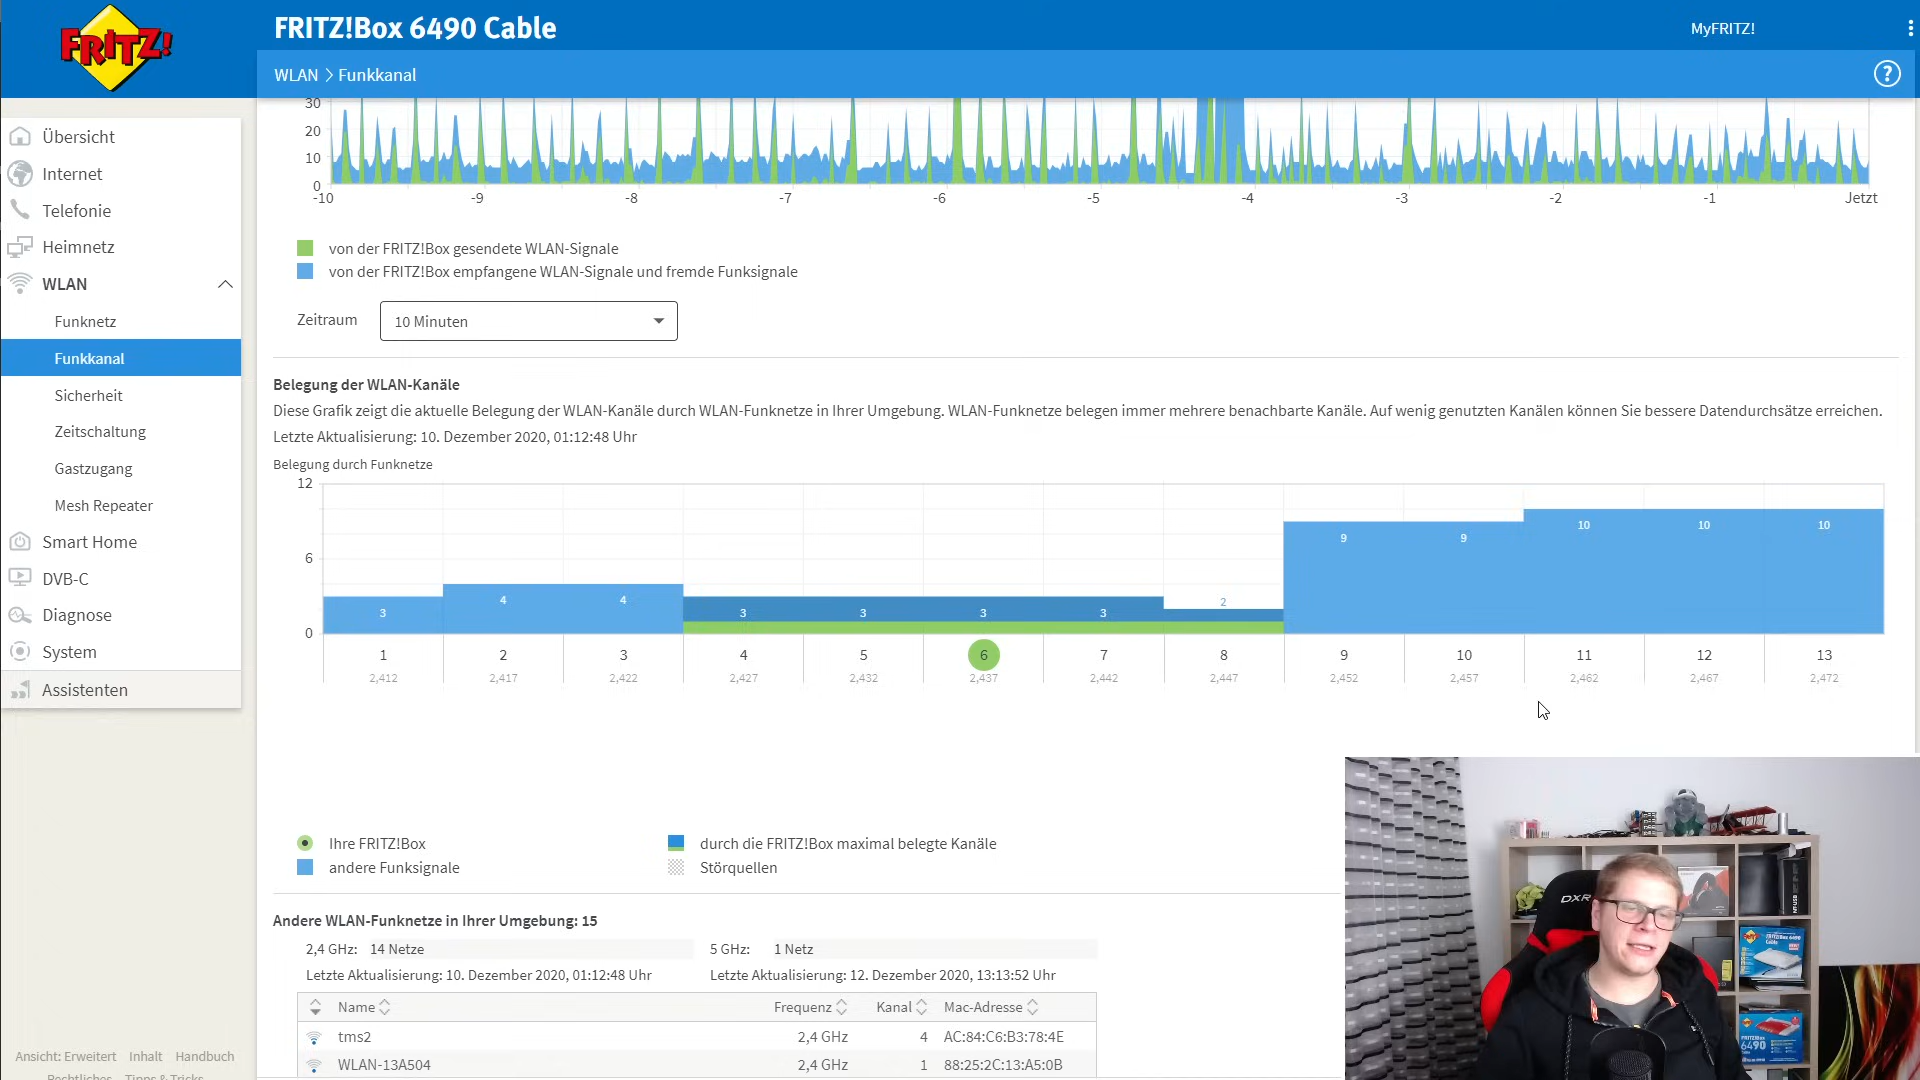 FRITZ!
FRITZ!Box 6490 Cable
MyFRITZ!
WLAN > Funkkanal
?
Übersicht
Internet
Telefonie
Heimnetz
WLAN
Funknetz
Funkkanal
Sicherheit
Zeitschaltung
Gastzugang
Mesh Repeater
Smart Home
DVB-C
Diagnose
System
Assistenten
Ansicht: Erweitert Inhalt Handbuch
Rechtliches Tipps & Tricks
30
20
10
0
-10 -9 -8 -7 -6 -5 -4 -3 -2 -1 Jetzt
von der FRITZ!Box gesendete WLAN-Signale
von der FRITZ!Box empfangene WLAN-Signale und fremde Funksignale
Zeitraum 10 Minuten
Belegung der WLAN-Kanäle
Diese Grafik zeigt die aktuelle Belegung der WLAN-Kanäle durch WLAN-Funknetze in Ihrer Umgebung. WLAN-Funknetze belegen immer mehrere benachbarte Kanäle. Auf wenig genutzten Kanälen können Sie bessere Datendurchsätze erreichen.
Letzte Aktualisierung: 10. Dezember 2020, 01:12:48 Uhr
Belegung durch Funknetze
12
6
0
3 4 4 3 3 3 3 2 9 9 10 10 10
1 2 3 4 5 6 7 8 9 10 11 12 13
2,412 2,417 2,422 2,427 2,432 2,437 2,442 2,447 2,452 2,457 2,462 2,467 2,472
Ihre FRITZ!Box durch die FRITZ!Box maximal belegte Kanäle
andere Funksignale Störquellen
Andere WLAN-Funknetze in Ihrer Umgebung: 15
2,4 GHz: 14 Netze 5 GHz: 1 Netz
Letzte Aktualisierung: 10. Dezember 2020, 01:12:48 Uhr Letzte Aktualisierung: 12. Dezember 2020, 13:13:52 Uhr
Name Frequenz Kanal Mac-Adresse
tms2 2,4 GHz 4 AC:84:C6:B3:78:4E
WLAN-13A504 2,4 GHz 1 88:25:2C:13:A5:0B
DXR
NT-USB
FRITZ!Box 6490
Cable
FRITZ!Box
6490